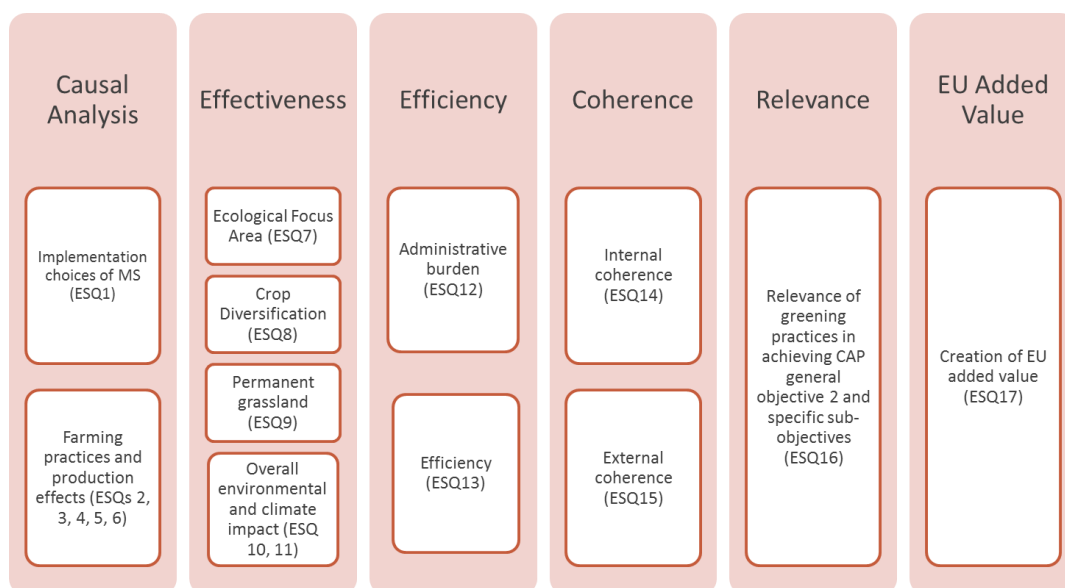 Causal
Analysis
Implementation
choices of MS
(ESQ1)
Farming
practices and
production
effects (ESQs 2,
3, 4, 5, 6)
Effectiveness
Ecological Focus
Area (ESQ7)
Crop
Diversification
(ESQ8)
Permanent
grassland
(ESQ9)
Overall
environmental
and climate
impact (ESQ
10, 11)
Efficiency
Administrative
burden
(ESQ12)
Efficiency
(ESQ13)
Coherence
Internal
coherence
(ESQ14)
External
coherence
(ESQ15)
Relevance
Relevance of
greening
practices in
achieving CAP
general
objective 2 and
specific sub-
objectives
(ESQ16)
EU Added
Value
Creation of EU
added value
(ESQ17)